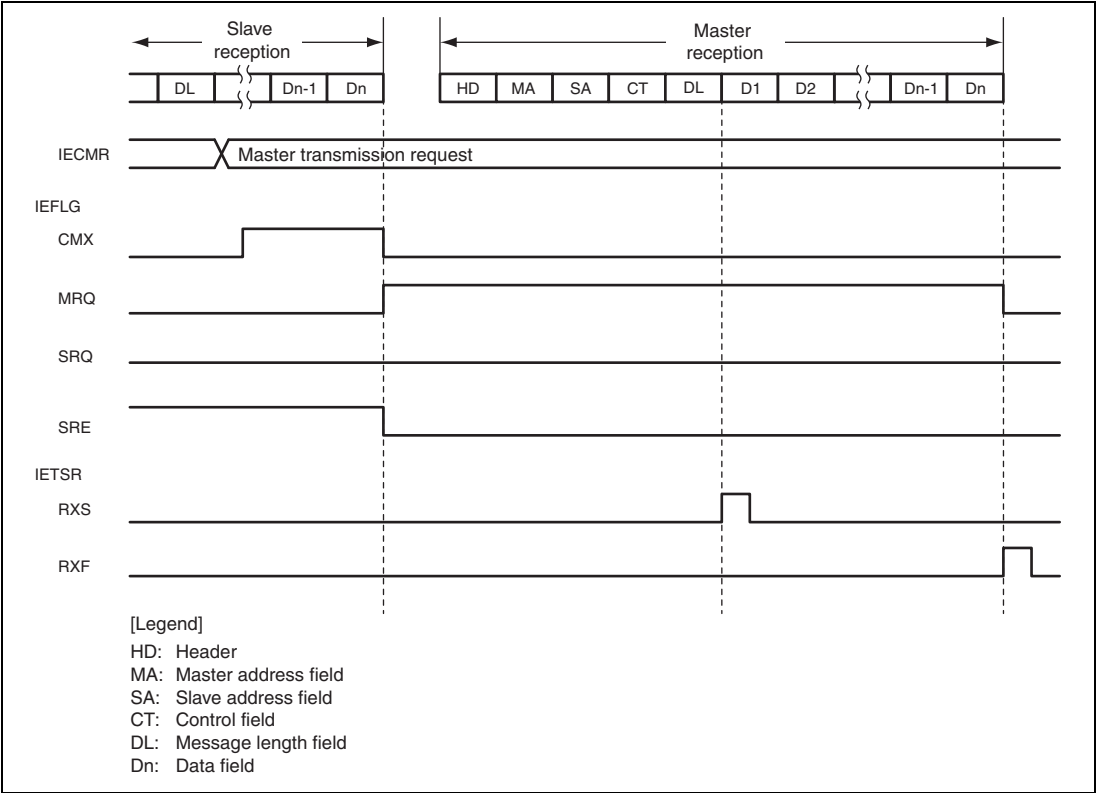 Slave
reception
Master
reception
DL Dn-1 Dn HD MA SA CT DL D1 D2 Dn-1 Dn
IECMR Master transmission request
IEFLG
CMX
MRQ
SRQ
SRE
IETSR
RXS
RXF
[Legend]
HD: Header
MA: Master address field
SA: Slave address field
CT: Control field
DL: Message length field
Dn: Data field